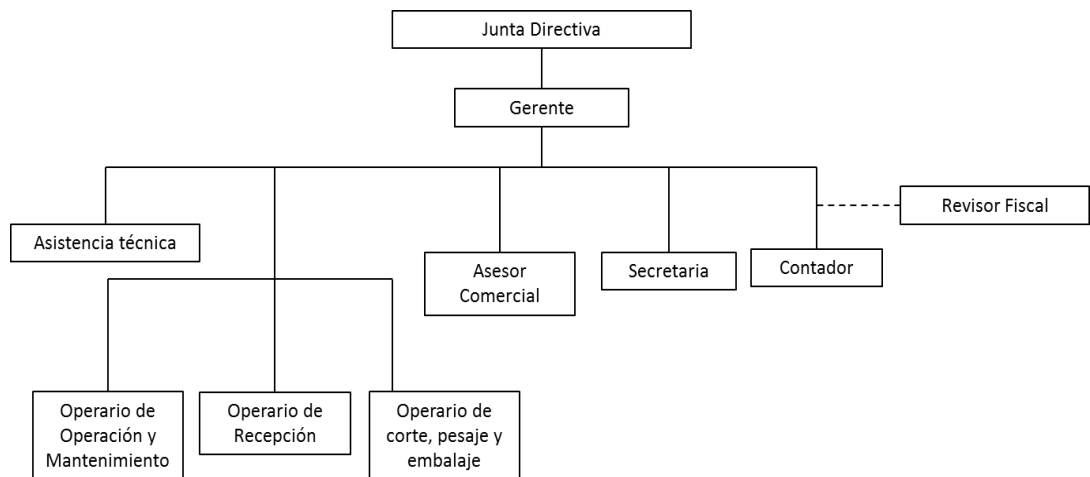 Junta Directiva
Gerente
Revisor Fiscal
Asistencia técnica
Asesor
Comercial
Secretaria
Contador
Operario de
Operación y
Mantenimiento
Operario de
Recepción
Operario de
corte, pesaje y
embalaje